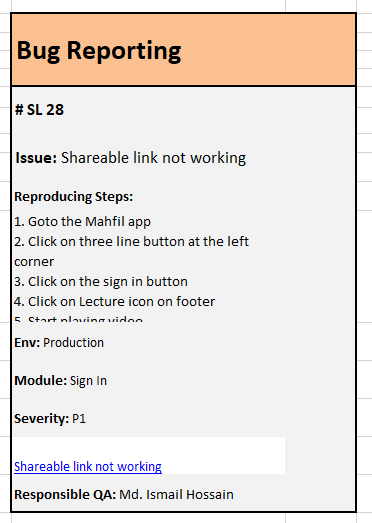 Bug Reporting
# SL 28
Issue: Shareable link not working
Reproducing Steps:
1. Goto the Mahfil app
2. Click on three line button at the left
corner
3. Click on the sign in button
4. Click on Lecture icon on footer
5. Start playing video
Env: Production
Module: Sign In
Severity: P1
Shareable link not working
Responsible QA: Md. Ismail Hossain